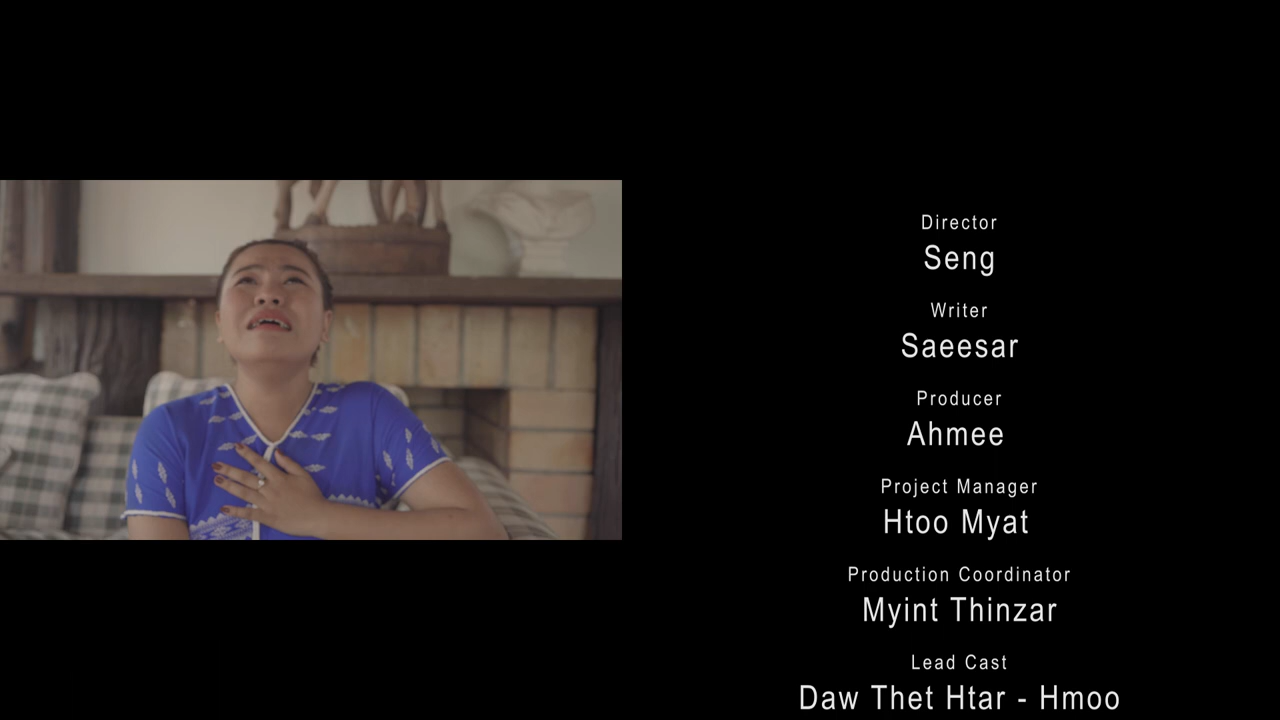 Director
Seng
Writer
Saeesar
Producer
Ahmee
Project Manager
Htoo Myat
Production Coordinator
Myint Thinzar
Lead Cast
Daw Thet Htar - Hmoo